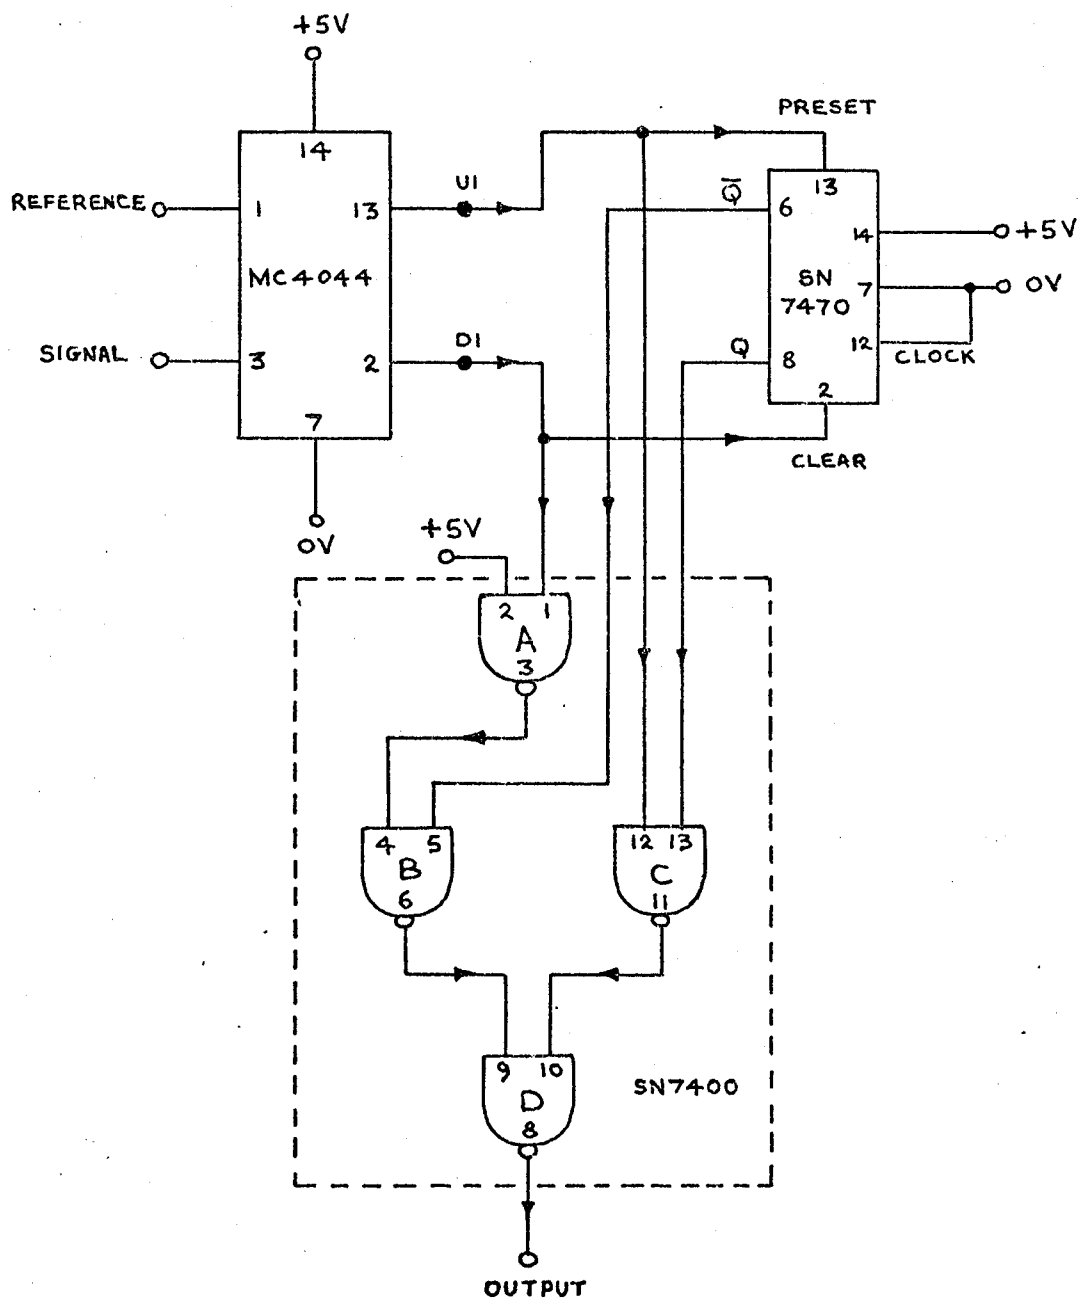 +5V
PRESET
14
13
REFERENCE
1
13
U1
Q̅
6
14
+5V
MC4044
SN
7470
7
0V
SIGNAL
3
2
D1
Q
8
12
CLOCK
2
7
CLEAR
0V
+5V
2 1
A
3
4 5
B
6
12 13
C
11
9 10
D
8
SN7400
OUTPUT